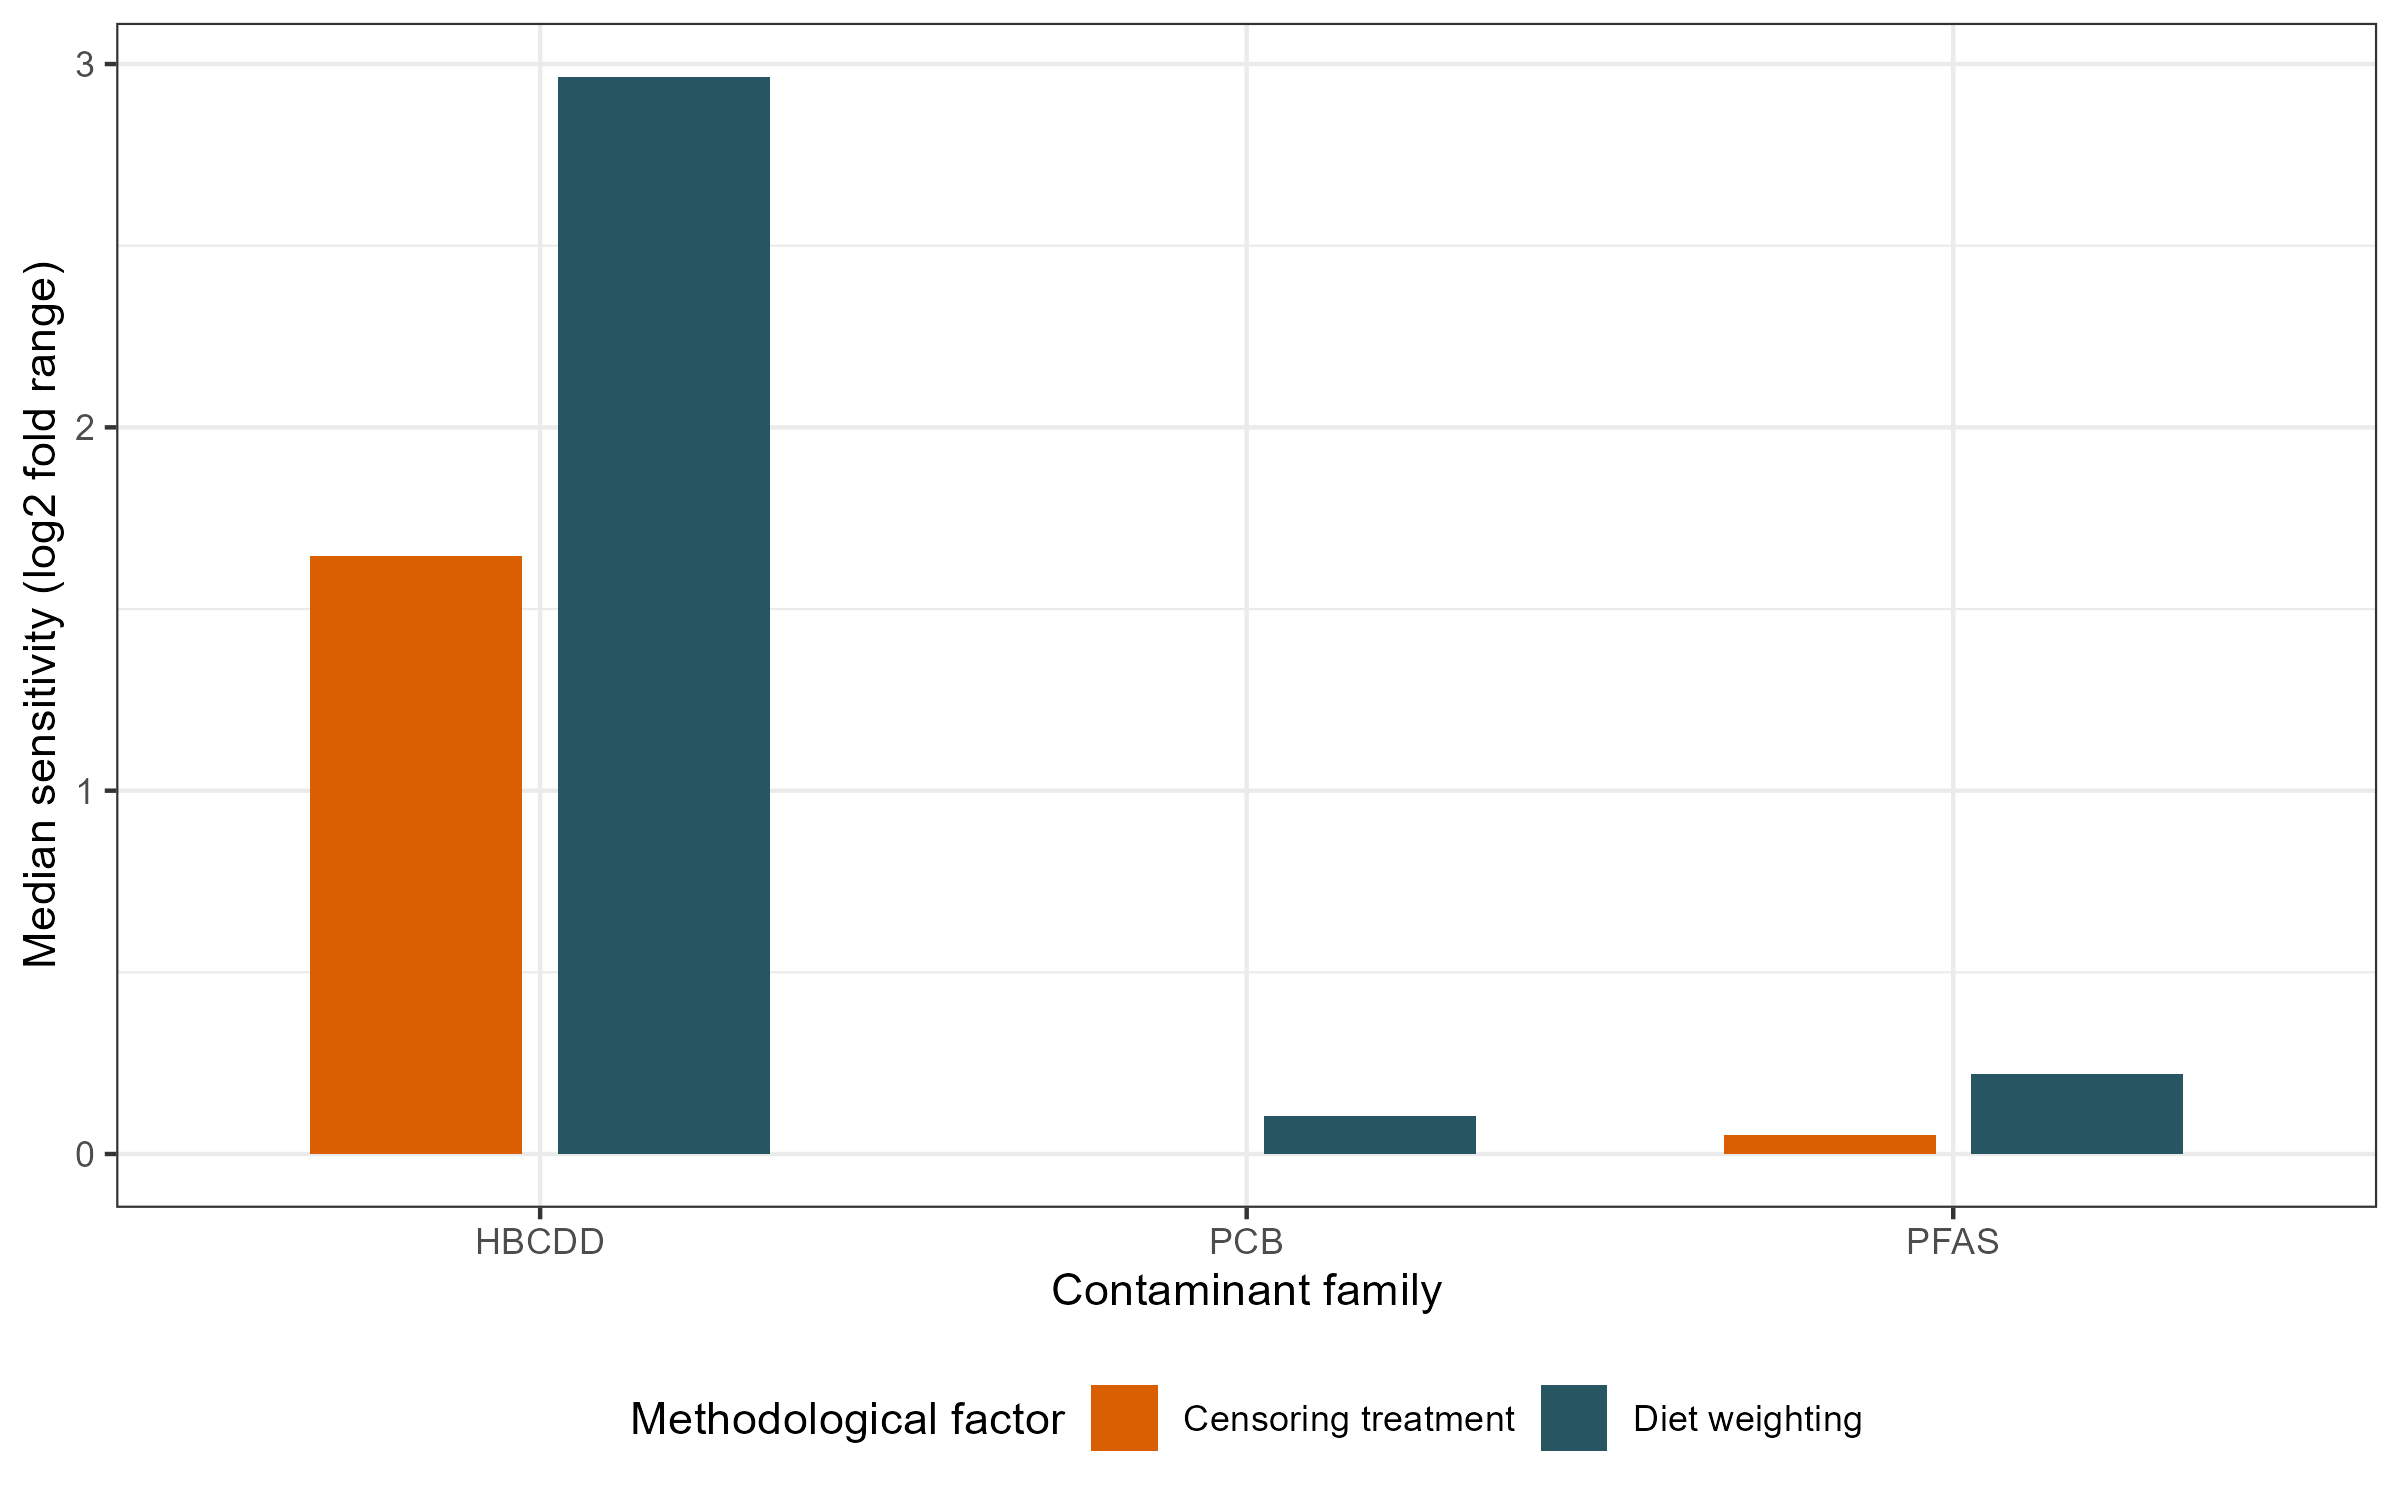 Median sensitivity (log2 fold range)
3
2
1
0
HBCDD PCB PFAS
Contaminant family
Methodological factor Censoring treatment Diet weighting